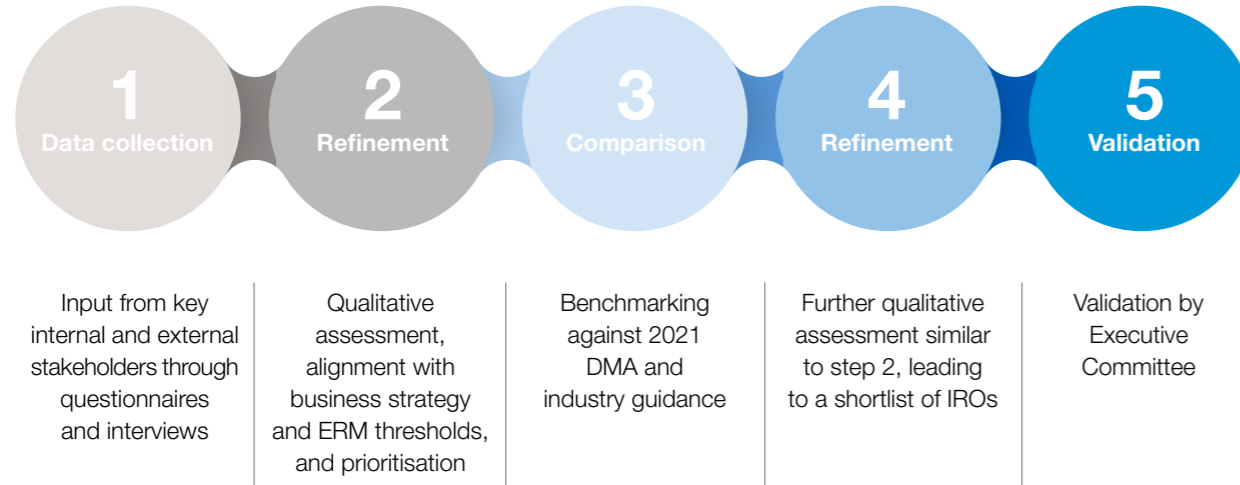 1
Data collection
2
Refinement
3
Comparison
4
Refinement
5
Validation
Input from key
internal and external
stakeholders through
questionnaires
and interviews
Qualitative
assessment,
alignment with
business strategy
and ERM thresholds,
and prioritisation
Benchmarking
against 2021
DMA and
industry guidance
Further qualitative
assessment similar
to step 2, leading
to a shortlist of IROs
Validation by
Executive
Committee